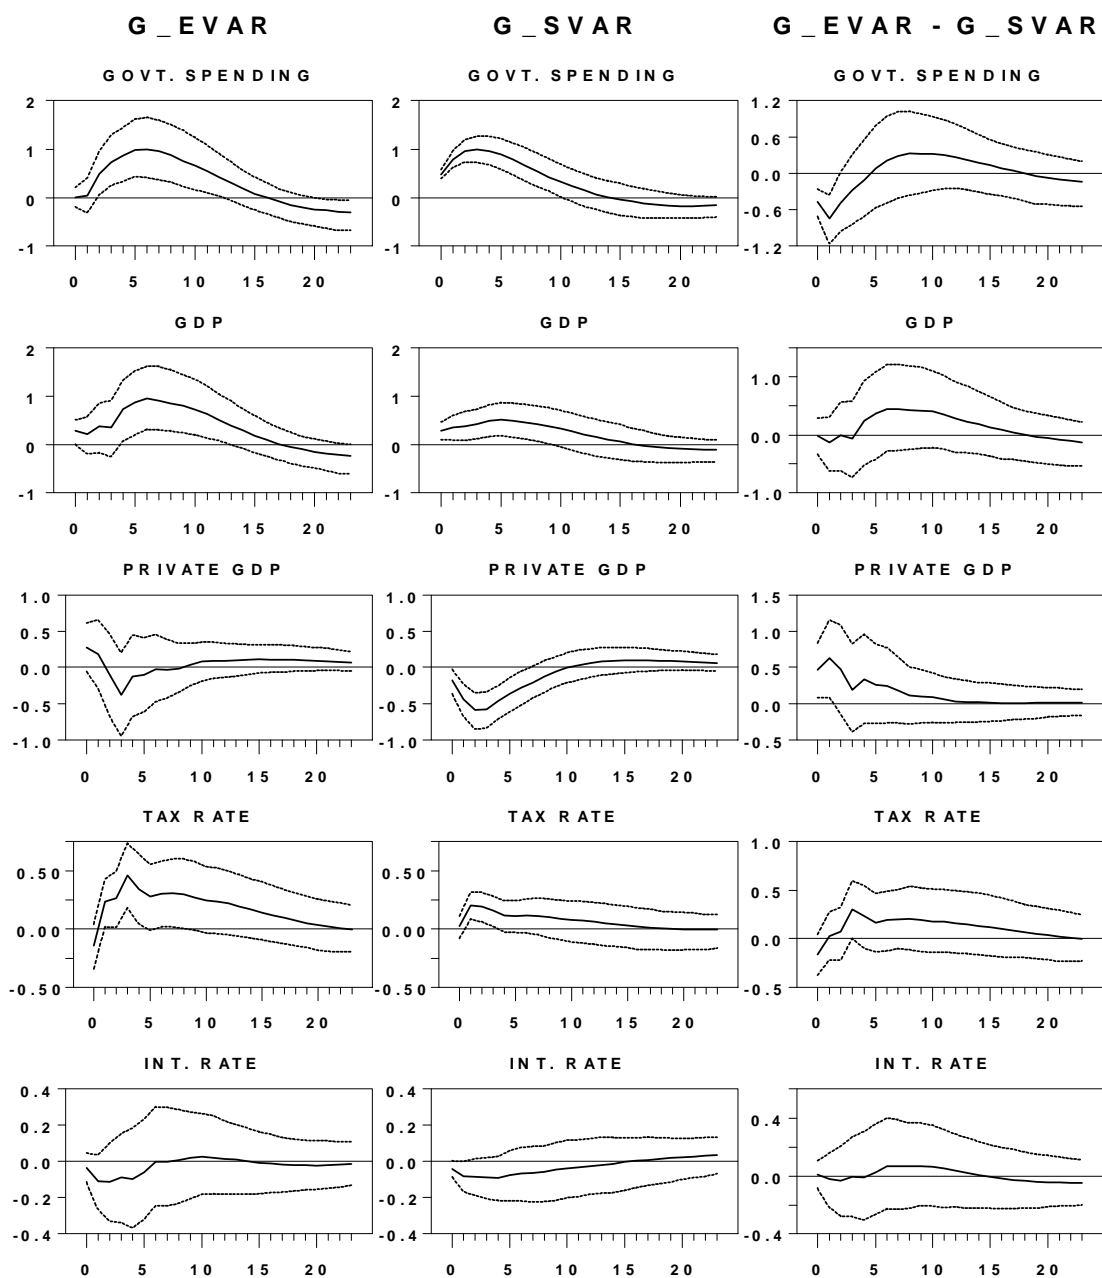 G_EVAR G_SVAR G_EVAR - G_SVAR
GOVT. SPENDING GOVT. SPENDING GOVT. SPENDING
2 2 1.2
1 1 0.6
0 0 0.0
-0.6
-1 -1 -1.2
0 5 10 15 20 0 5 10 15 20 0 5 10 15 20
GDP GDP GDP
2 2
1 1 1.0
0 0 0.0
-1 -1 -1.0
0 5 10 15 20 0 5 10 15 20 0 5 10 15 20
PRIVATE GDP PRIVATE GDP PRIVATE GDP
1.0 1.0 1.5
0.5 0.5 1.0
0.0 0.0 0.5
-0.5 -0.5 0.0
-1.0 -1.0 -0.5
0 5 10 15 20 0 5 10 15 20 0 5 10 15 20
TAX RATE TAX RATE TAX RATE
1.0
0.50 0.50 0.5
0.00 0.00 0.0
-0.50 -0.50 -0.5
0 5 10 15 20 0 5 10 15 20 0 5 10 15 20
INT. RATE INT. RATE INT. RATE
0.4 0.4
0.2 0.2 0.4
0.0 0.0 0.0
-0.2 -0.2
-0.4 -0.4 -0.4
0 5 10 15 20 0 5 10 15 20 0 5 10 15 20